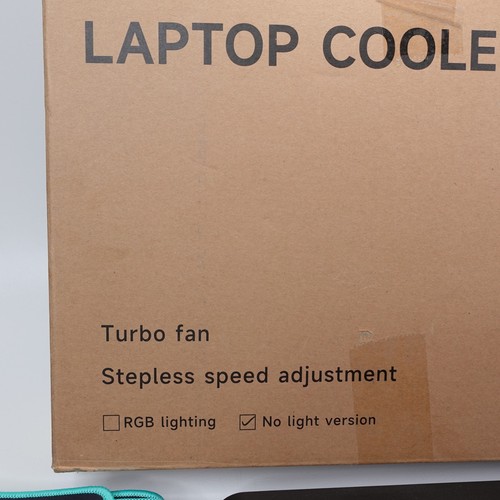 LAPTOP COOLE
Turbo fan
Stepless speed adjustment
RGB lighting No light version